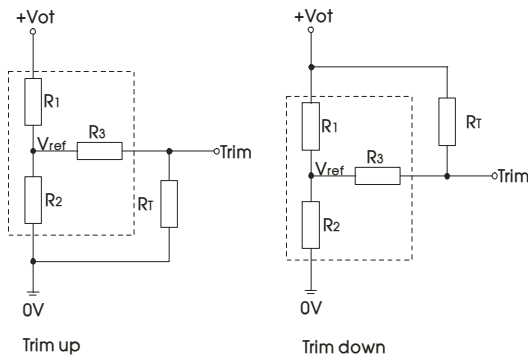 +Vot
R1
Vref
R3
Trim
R2
RT
0V
Trim up
+Vot
R1
RT
Vref
R3
Trim
R2
0V
Trim down